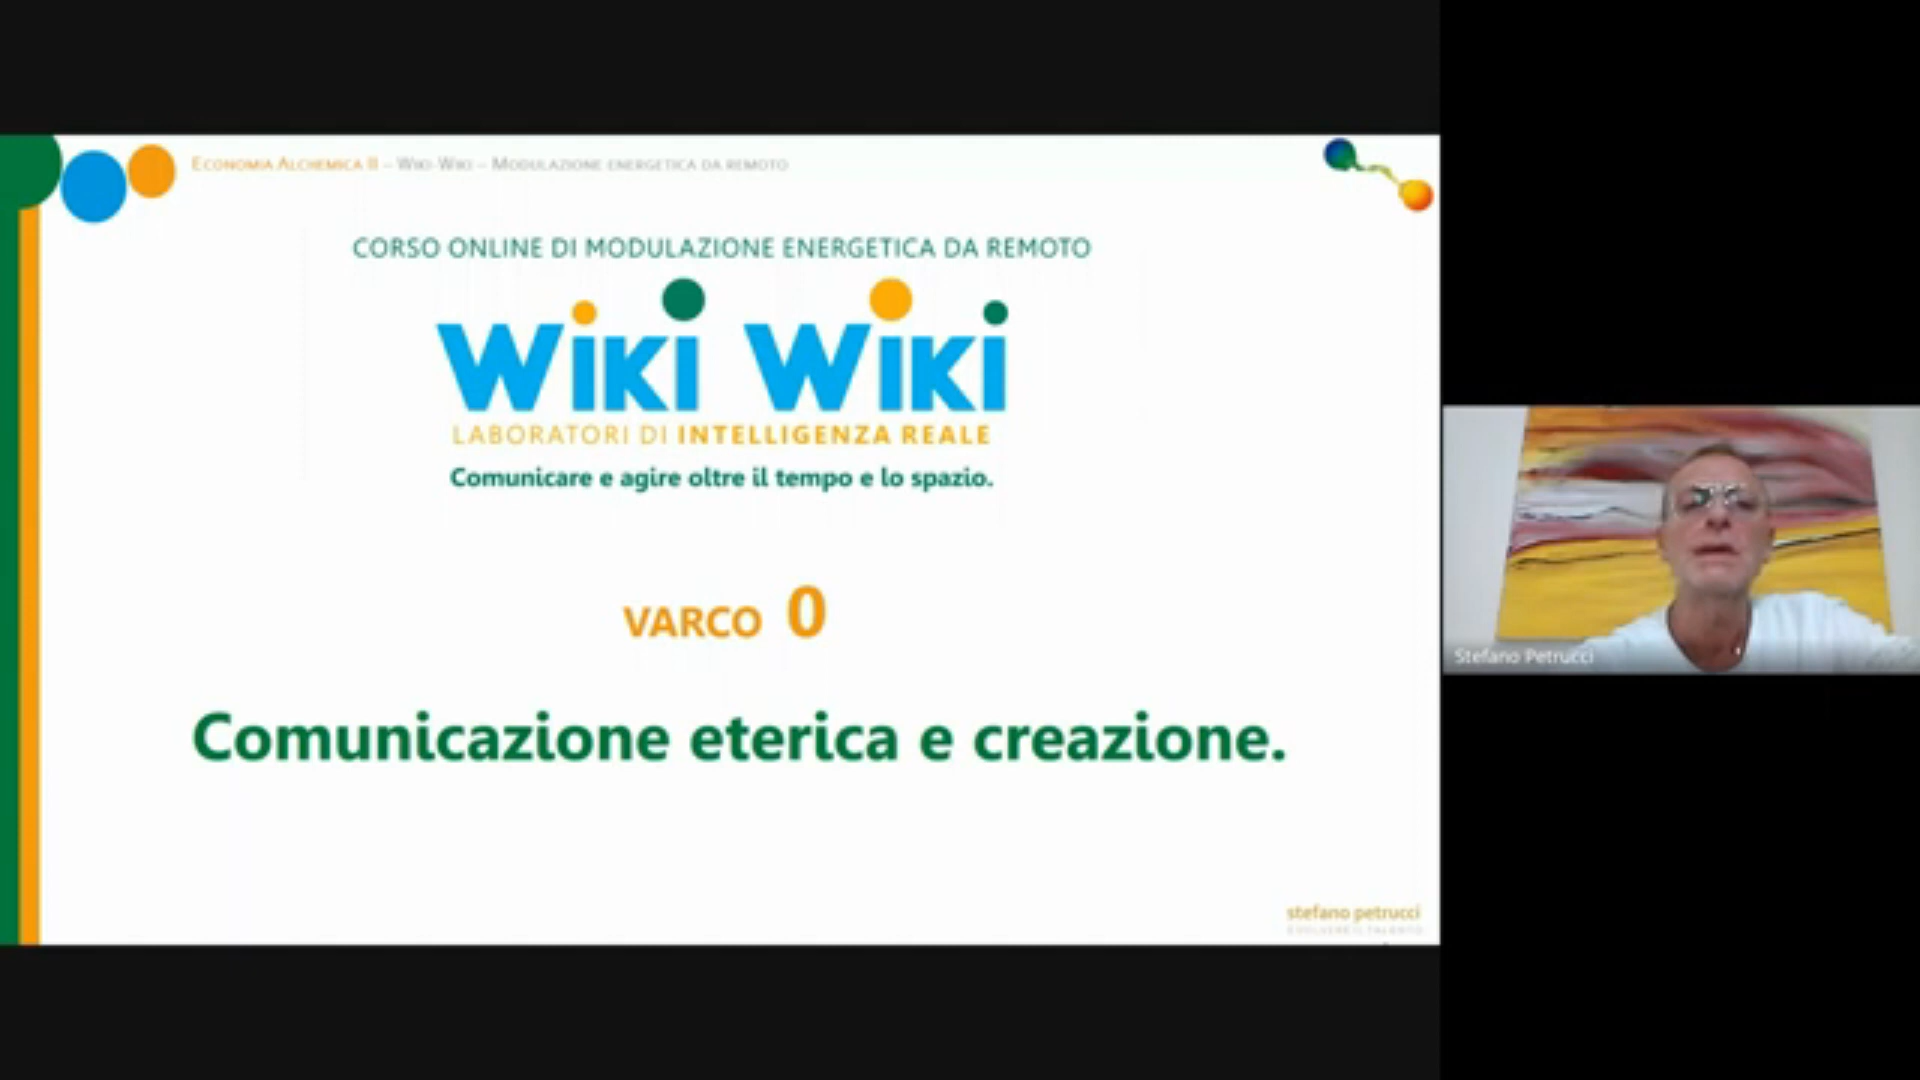 Economia Alchemica II – Wiki-Wiki – Modulazione energetica da remoto
CORSO ONLINE DI MODULAZIONE ENERGETICA DA REMOTO
Wiki Wiki
LABORATORI DI INTELLIGENZA REALE
Comunicare e agire oltre il tempo e lo spazio.
VARCO 0
Comunicazione eterica e creazione.
stefano petrucci
Stefano Petrucci